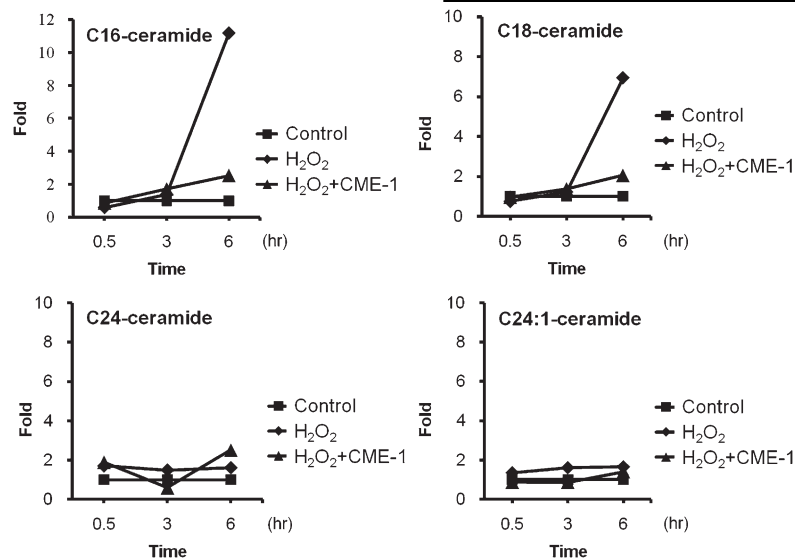 C16-ceramide
12
10
8
6
4
2
0
Fold
0.5 3 6 (hr)
Time
Control
H₂O₂
H₂O₂+CME-1
C18-ceramide
10
8
6
4
2
0
Fold
0.5 3 6 (hr)
Time
Control
H₂O₂
H₂O₂+CME-1
C24-ceramide
10
8
6
4
2
0
Fold
0.5 3 6 (hr)
Time
Control
H₂O₂
H₂O₂+CME-1
C24:1-ceramide
10
8
6
4
2
0
Fold
0.5 3 6 (hr)
Time
Control
H₂O₂
H₂O₂+CME-1